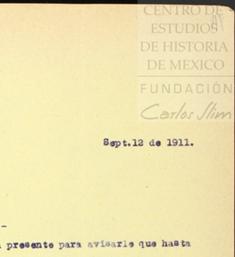 CENTRO DE
ESTUDIOS
DE HISTORIA
DE MEXICO
FUNDACIÓN
Carlos Slim
Sept.12 de 1911.
-
presente para avisarle que hasta